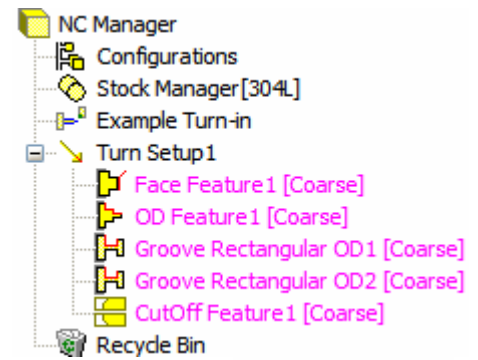 NC Manager
Configurations
Stock Manager[304L]
Example Turn-in
Turn Setup1
Face Feature1 [Coarse]
OD Feature1 [Coarse]
Groove Rectangular OD1 [Coarse]
Groove Rectangular OD2 [Coarse]
CutOff Feature1 [Coarse]
Recycle Bin